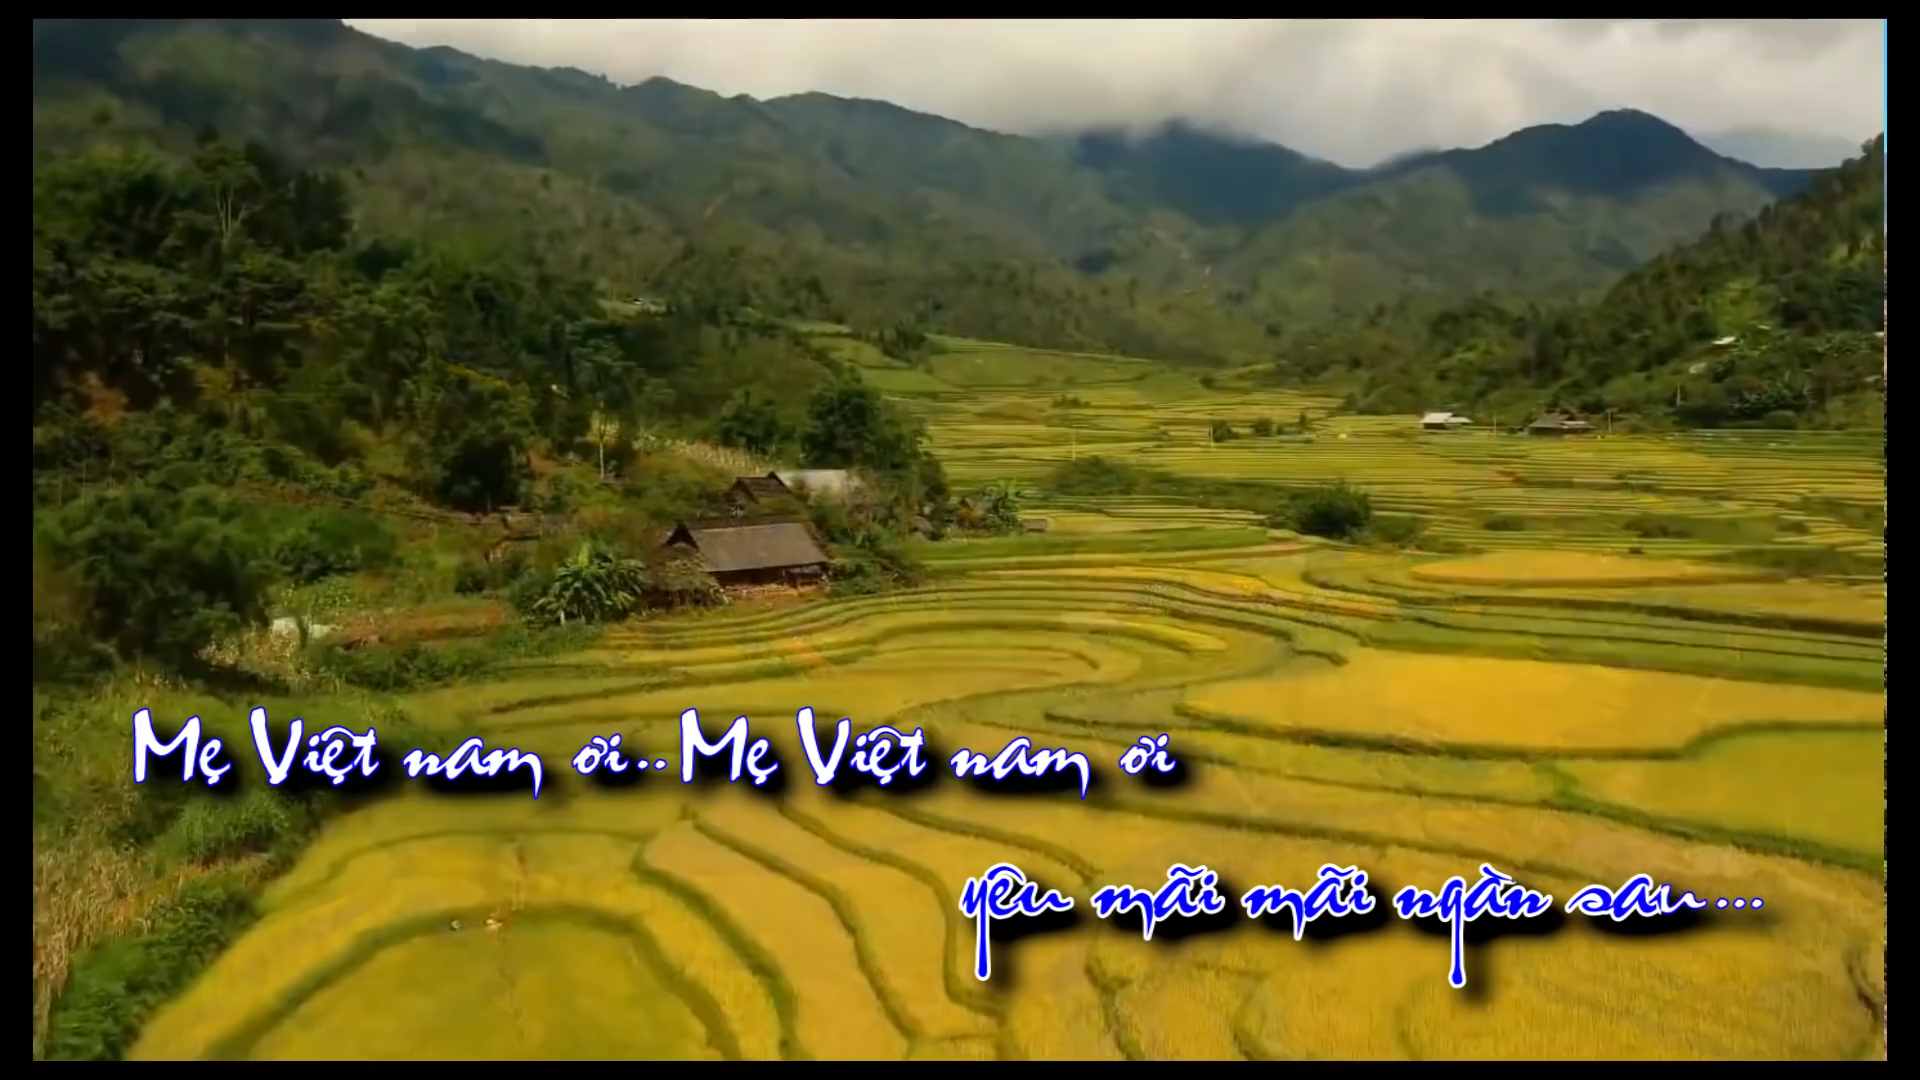 Mẹ Việt nam ơi..Mẹ Việt nam ơi
yêu mãi mãi ngàn sau...